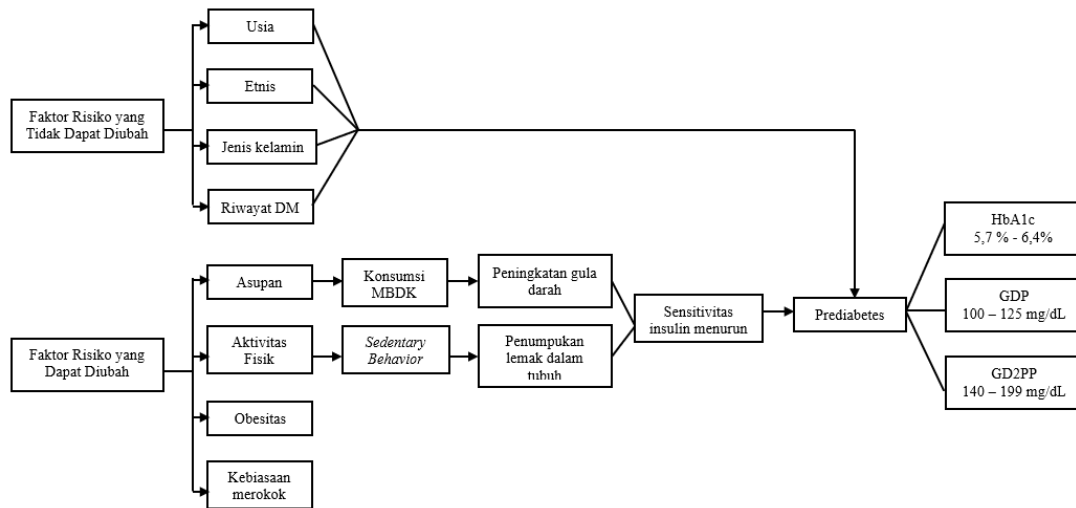 Faktor Risiko yang
Tidak Dapat Diubah
Usia
Etnis
Jenis kelamin
Riwayat DM
Faktor Risiko yang
Dapat Diubah
Asupan
Konsumsi
MBDK
Peningkatan gula
darah
Aktivitas
Fisik
Sedentary
Behavior
Penumpukan
lemak dalam
tubuh
Obesitas
Kebiasaan
merokok
Sensitivitas
insulin menurun
Prediabetes
HbA1c
5,7 % - 6,4%
GDP
100 – 125 mg/dL
GD2PP
140 – 199 mg/dL